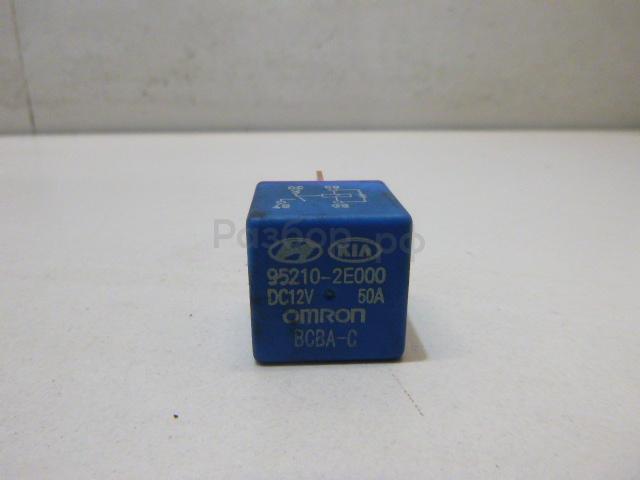 Разбор.рф
KIA
95210-2E000
DC12V 50A
omron
BCBA-C